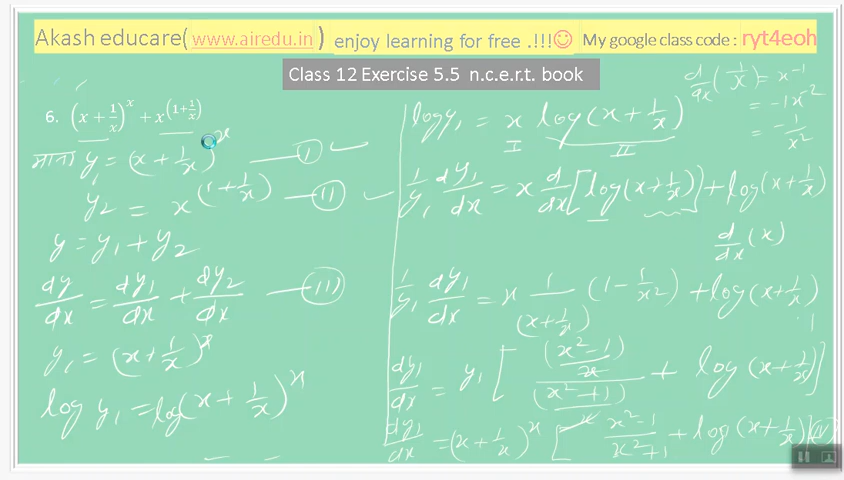 Akash educare( www.airedu.in ) enjoy learning for free .!!!☺ My google class code : ryt4eoh
Class 12 Exercise 5.5 n.c.e.r.t. book
6. (x + 1/x)^x + x^(1+1/x)
माना y₁ = (x + 1/x)^x — (I)
y₂ = x^(1 + 1/x) — (II)
y = y₁ + y₂
dy/dx = dy₁/dx + dy₂/dx — (III)
y₁ = (x + 1/x)^x
log y₁ = log(x + 1/x)^x
d/dx (1/x) = x⁻¹
= -1x⁻²
= -1/x²
log y₁ = x log(x + 1/x)
I II
1/y₁ dy₁/dx = x d/dx [log(x + 1/x)] + log(x + 1/x)
d/dx (x)
1/y₁ dy₁/dx = x 1/(x + 1/x) (1 - 1/x²) + log(x + 1/x)
1
dy₁/dx = y₁ [ (x²-1)/x / (x²+1) + log(x + 1/x) ]
dy₁/dx = (x + 1/x)^x [ x²-1/x²+1 + log(x + 1/x) ] (IV)